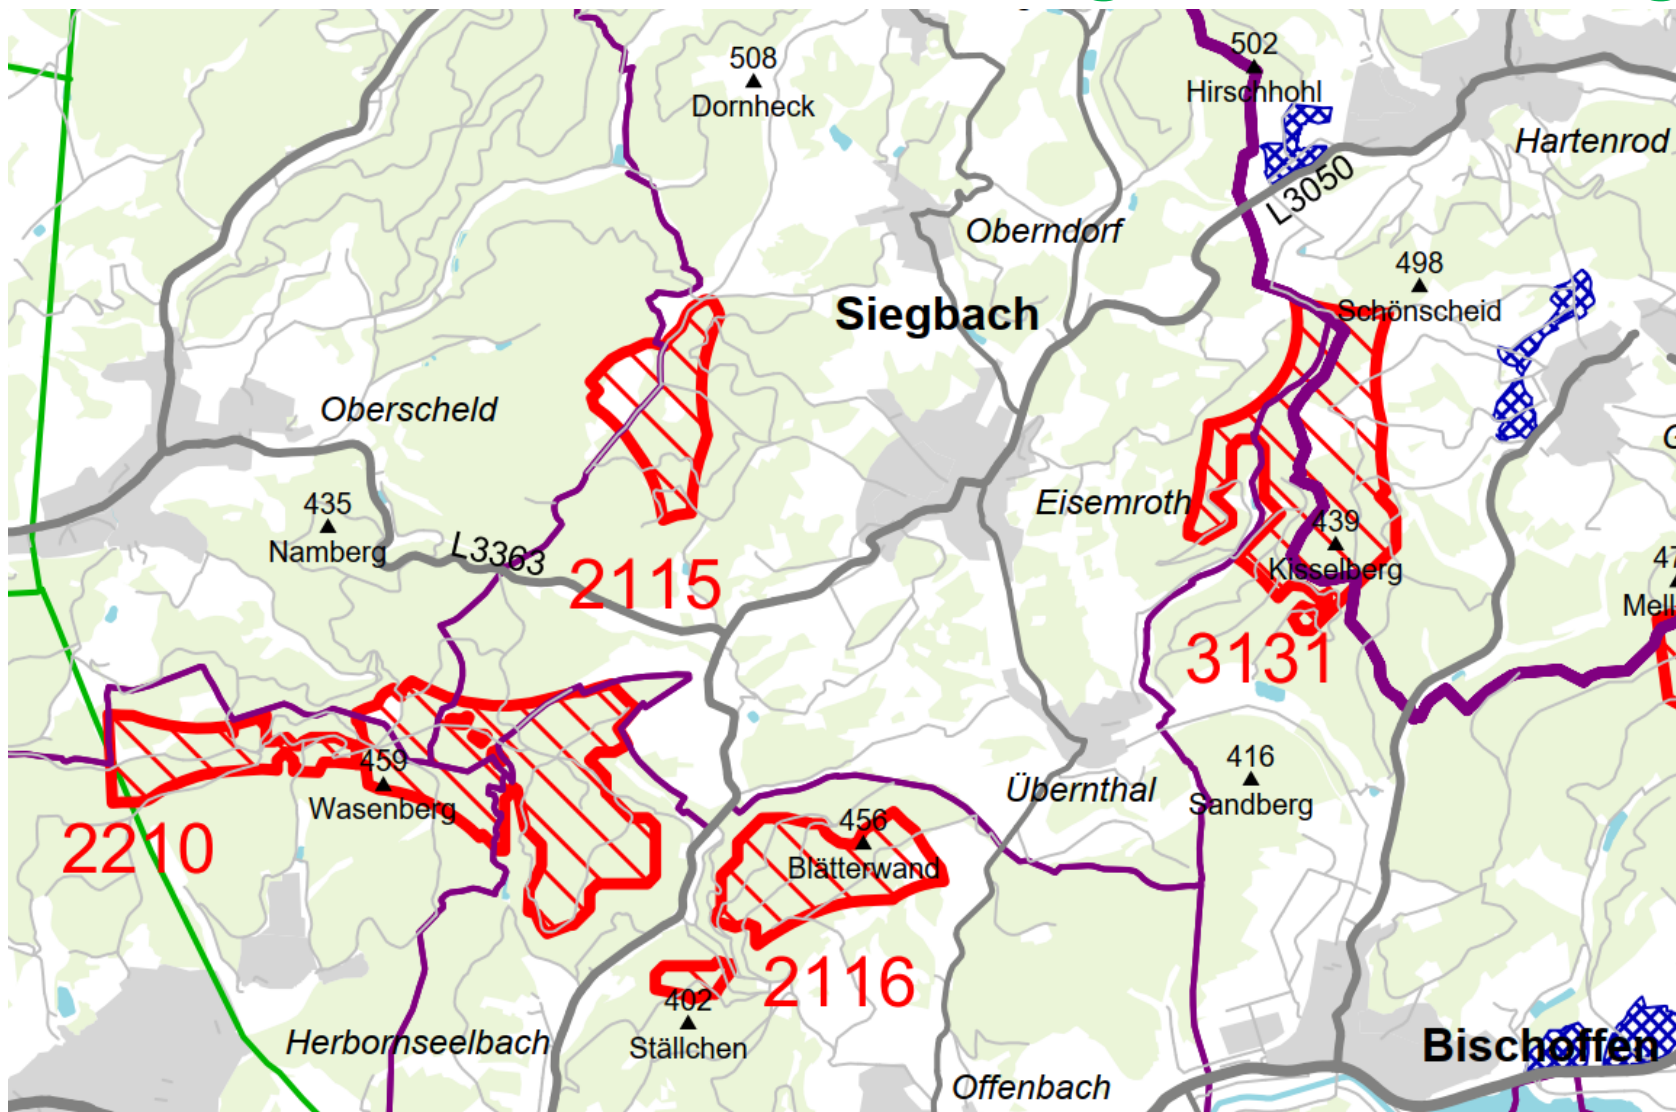 508
Dornheck
502
Hirschhohl
Hartenrod
L3050
Oberndorf
498
Schönscheid
Siegbach
Oberscheld
435
Namberg
L3363
Eisemroth
439
Kisselberg
2115
3131
459
Wasenberg
2210
416
Sandberg
Übernthal
456
Blätterwand
2116
402
Ställchen
Herbornseelbach
Offenbach
Bischoffen